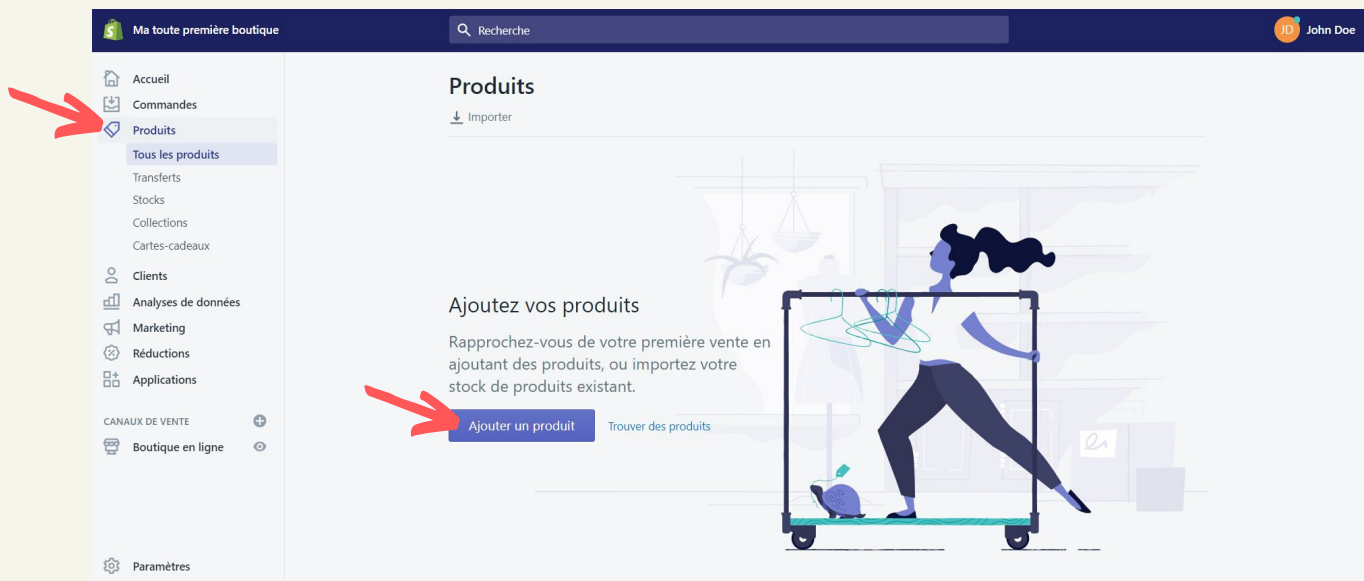 Ma toute première boutique
Recherche
JD
John Doe
Accueil
Commandes
Produits
Tous les produits
Transferts
Stocks
Collections
Cartes-cadeaux
Clients
Analyses de données
Marketing
Réductions
Applications
CANAUX DE VENTE
Boutique en ligne
Paramètres
Produits
Importer
Ajoutez vos produits
Rapprochez-vous de votre première vente en
ajoutant des produits, ou importez votre
stock de produits existant.
Ajouter un produit
Trouver des produits